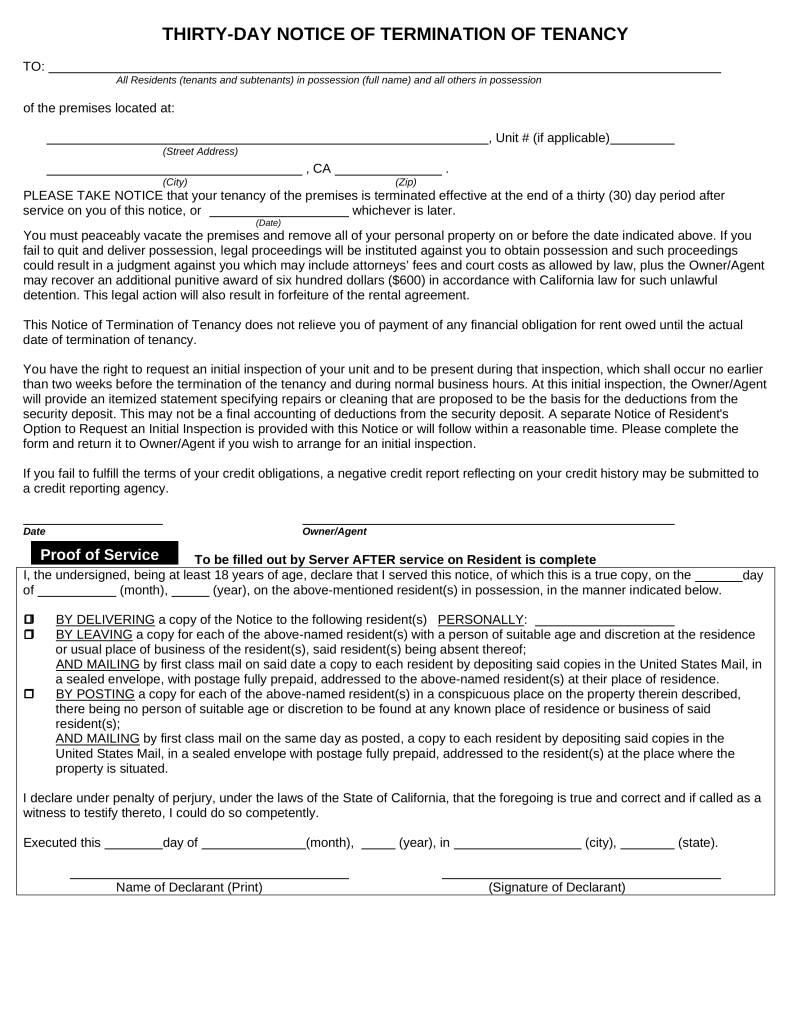 THIRTY-DAY NOTICE OF TERMINATION OF TENANCY
TO: ___
All Residents (tenants and subtenants) in possession (full name) and all others in possession
of the premises located at:
___, Unit # (if applicable)___
(Street Address)
___ , CA ___ .
(City) (Zip)
PLEASE TAKE NOTICE that your tenancy of the premises is terminated effective at the end of a thirty (30) day period after
service on you of this notice, or ___ whichever is later.
(Date)
You must peaceably vacate the premises and remove all of your personal property on or before the date indicated above. If you
fail to quit and deliver possession, legal proceedings will be instituted against you to obtain possession and such proceedings
could result in a judgment against you which may include attorneys' fees and court costs as allowed by law, plus the Owner/Agent
may recover an additional punitive award of six hundred dollars ($600) in accordance with California law for such unlawful
detention. This legal action will also result in forfeiture of the rental agreement.
This Notice of Termination of Tenancy does not relieve you of payment of any financial obligation for rent owed until the actual
date of termination of tenancy.
You have the right to request an initial inspection of your unit and to be present during that inspection, which shall occur no earlier
than two weeks before the termination of the tenancy and during normal business hours. At this initial inspection, the Owner/Agent
will provide an itemized statement specifying repairs or cleaning that are proposed to be the basis for the deductions from the
security deposit. This may not be a final accounting of deductions from the security deposit. A separate Notice of Resident's
Option to Request an Initial Inspection is provided with this Notice or will follow within a reasonable time. Please complete the
form and return it to Owner/Agent if you wish to arrange for an initial inspection.
If you fail to fulfill the terms of your credit obligations, a negative credit report reflecting on your credit history may be submitted to
a credit reporting agency.
Date Owner/Agent
Proof of Service To be filled out by Server AFTER service on Resident is complete
I, the undersigned, being at least 18 years of age, declare that I served this notice, of which this is a true copy, on the ___day
of ___ (month), ___ (year), on the above-mentioned resident(s) in possession, in the manner indicated below.
BY DELIVERING a copy of the Notice to the following resident(s) PERSONALLY: ___
BY LEAVING a copy for each of the above-named resident(s) with a person of suitable age and discretion at the residence
or usual place of business of the resident(s), said resident(s) being absent thereof;
AND MAILING by first class mail on said date a copy to each resident by depositing said copies in the United States Mail, in
a sealed envelope, with postage fully prepaid, addressed to the above-named resident(s) at their place of residence.
BY POSTING a copy for each of the above-named resident(s) in a conspicuous place on the property therein described,
there being no person of suitable age or discretion to be found at any known place of residence or business of said
resident(s);
AND MAILING by first class mail on the same day as posted, a copy to each resident by depositing said copies in the
United States Mail, in a sealed envelope with postage fully prepaid, addressed to the resident(s) at the place where the
property is situated.
I declare under penalty of perjury, under the laws of the State of California, that the foregoing is true and correct and if called as a
witness to testify thereto, I could do so competently.
Executed this ___day of ___(month), ___ (year), in ___ (city), ___ (state).
Name of Declarant (Print) (Signature of Declarant)